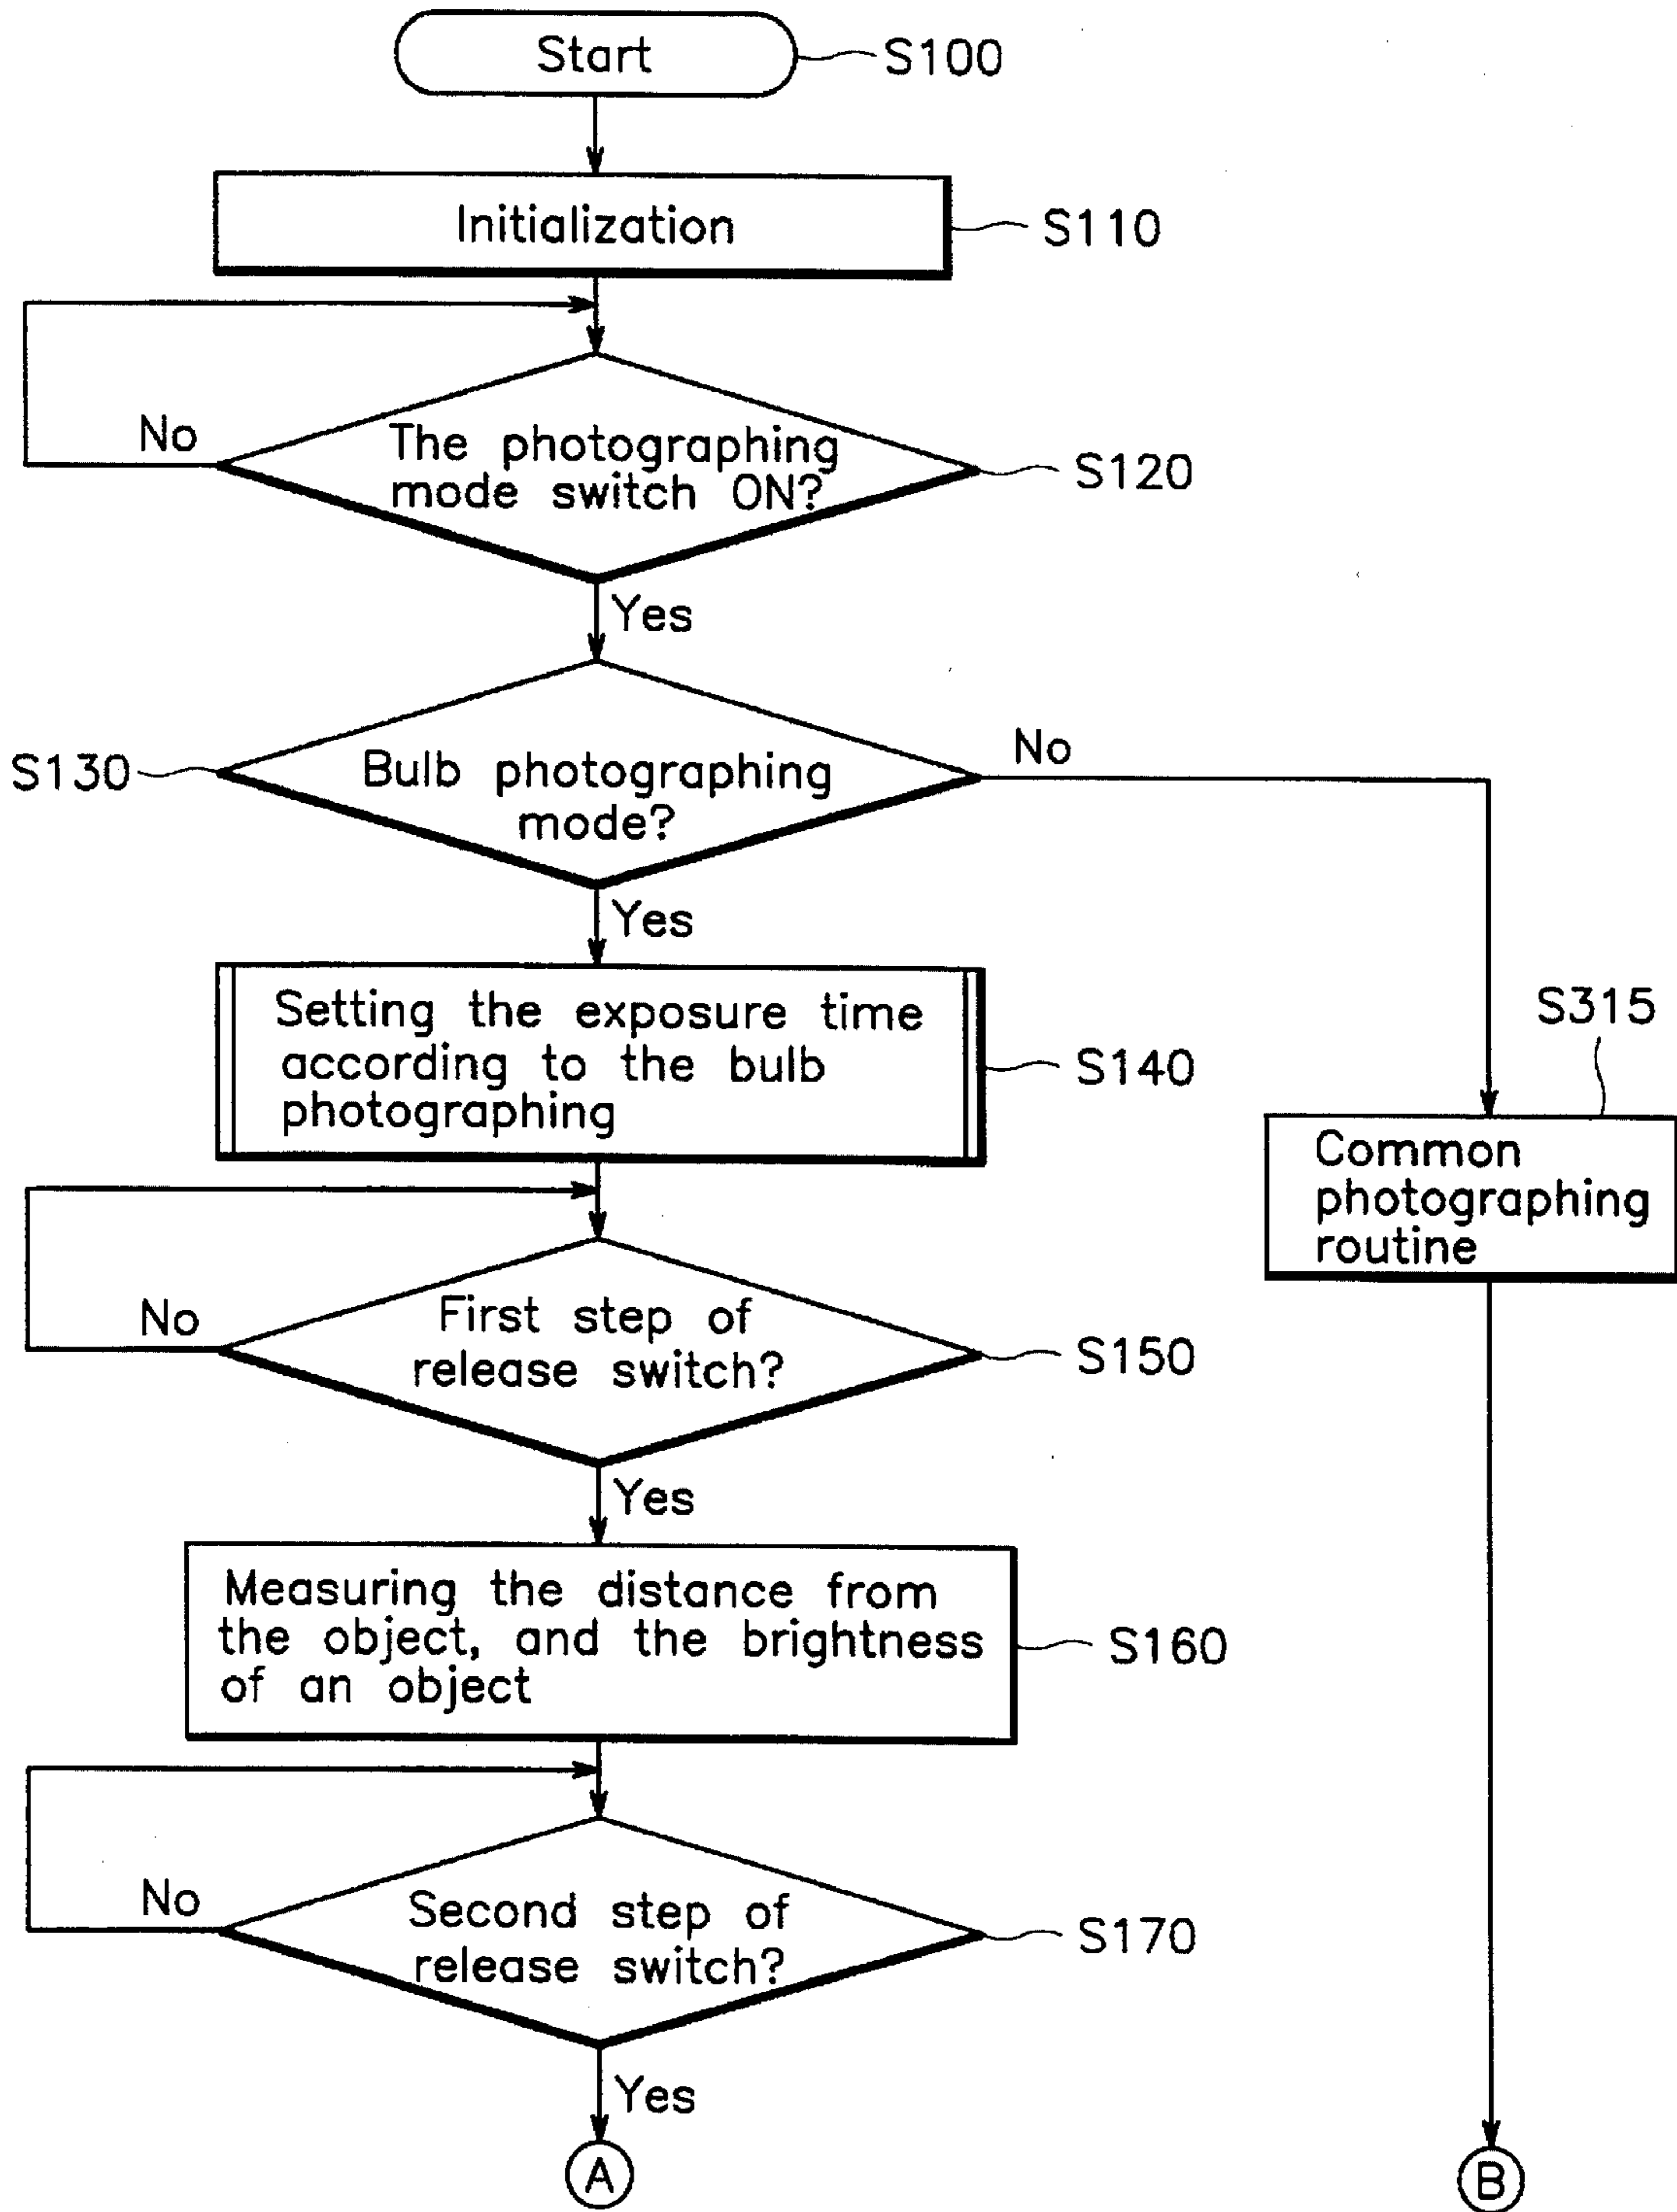 Start
S100
Initialization
S110
No
The photographing
mode switch ON?
S120
Yes
S130
Bulb photographing
mode?
No
Yes
Setting the exposure time
according to the bulb
photographing
S140
S315
Common
photographing
routine
No
First step of
release switch?
S150
Yes
Measuring the distance from
the object, and the brightness
of an object
S160
No
Second step of
release switch?
S170
Yes
A
B